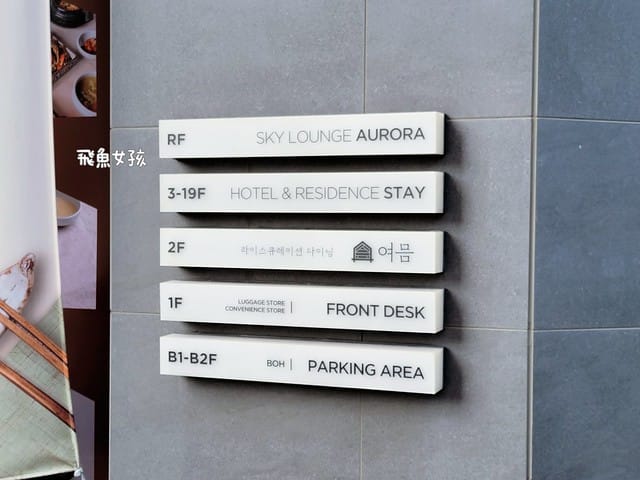 飛魚女孩
RF SKY LOUNGE AURORA
3-19F HOTEL & RESIDENCE STAY
2F 라이스큐레이션 다이닝 여믐
1F LUGGAGE STORE
CONVENIENCE STORE | FRONT DESK
B1-B2F BOH | PARKING AREA